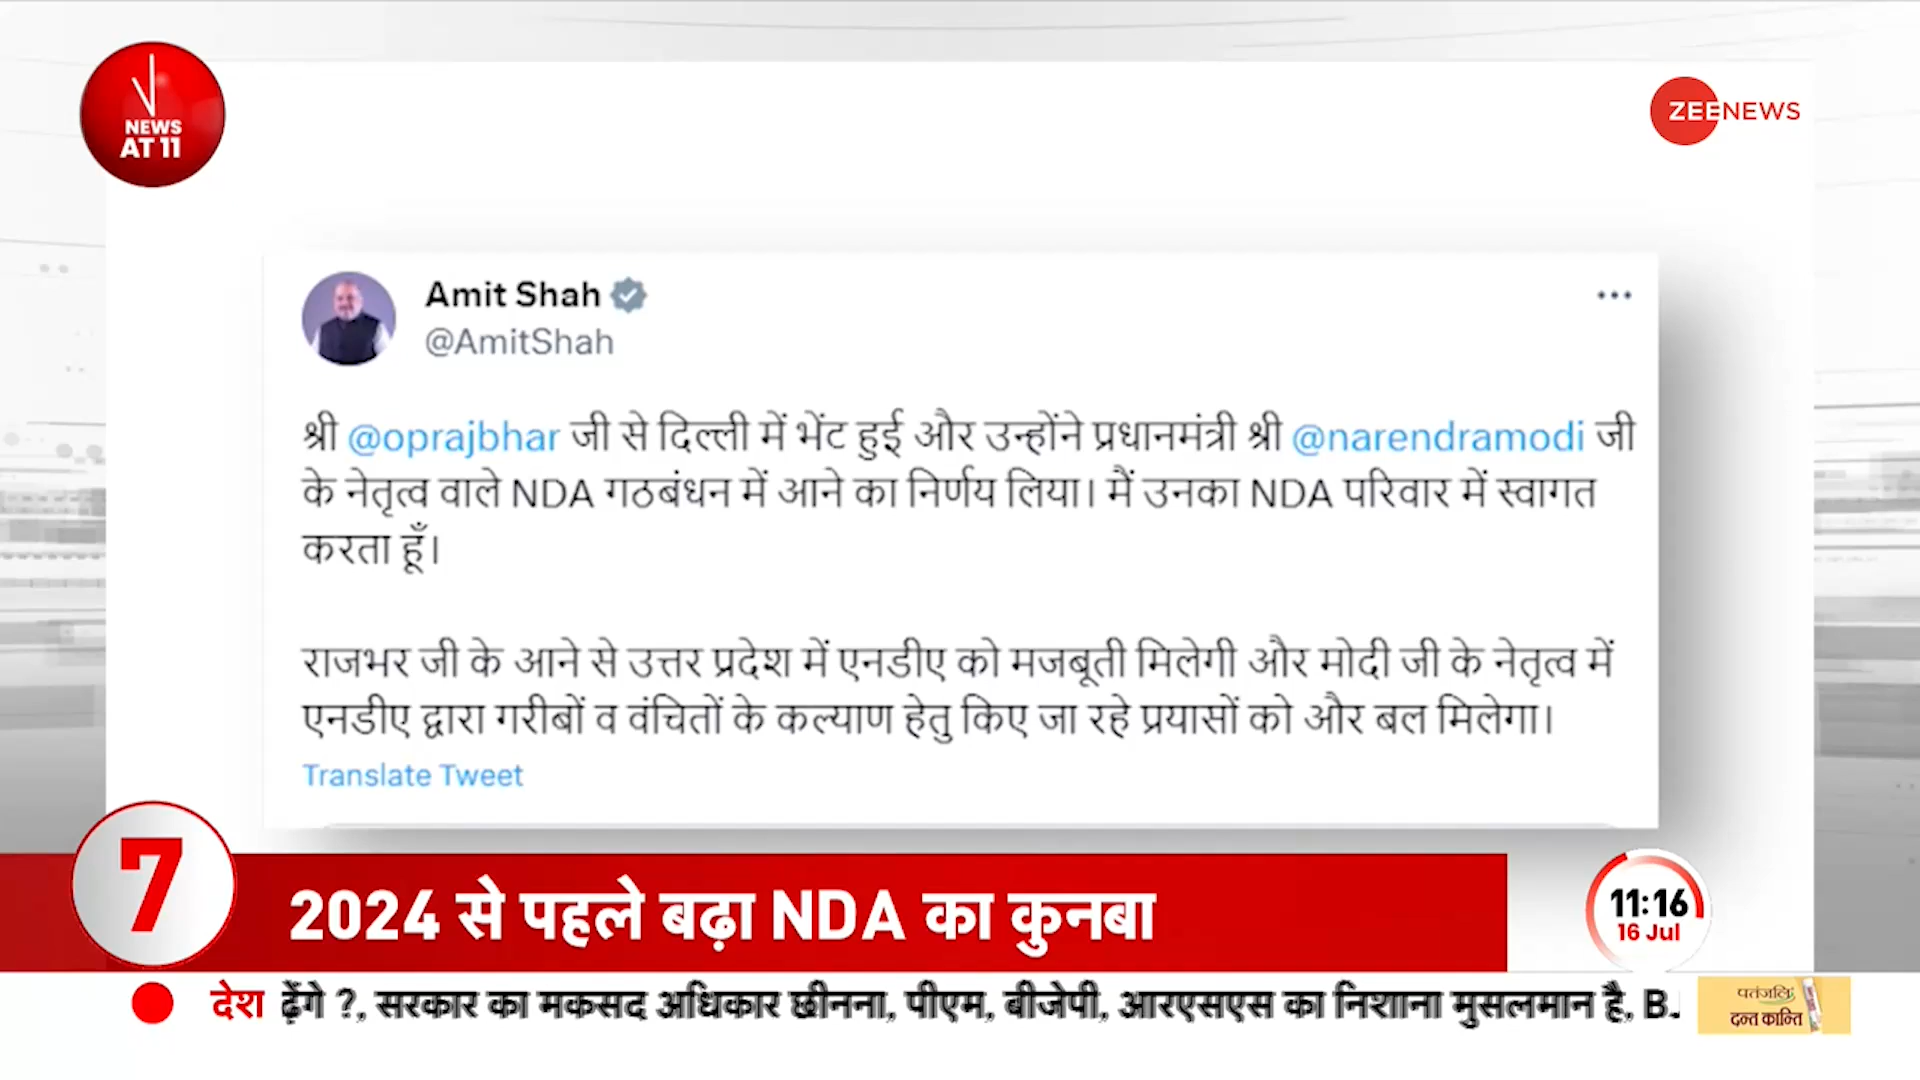 NEWS
AT 11
ZEENEWS
Amit Shah
@AmitShah
श्री @oprajbhar जी से दिल्ली में भेंट हुई और उन्होंने प्रधानमंत्री श्री @narendramodi जी
के नेतृत्व वाले NDA गठबंधन में आने का निर्णय लिया। मैं उनका NDA परिवार में स्वागत
करता हूँ।
राजभर जी के आने से उत्तर प्रदेश में एनडीए को मजबूती मिलेगी और मोदी जी के नेतृत्व में
एनडीए द्वारा गरीबों व वंचितों के कल्याण हेतु किए जा रहे प्रयासों को और बल मिलेगा।
Translate Tweet
7
2024 से पहले बढ़ा NDA का कुनबा
11:16
16 Jul
देश ढ़ेंगे ?, सरकार का मकसद अधिकार छीनना, पीएम, बीजेपी, आरएसएस का निशाना मुसलमान है, B.
पतंजलि
दन्त कान्ति